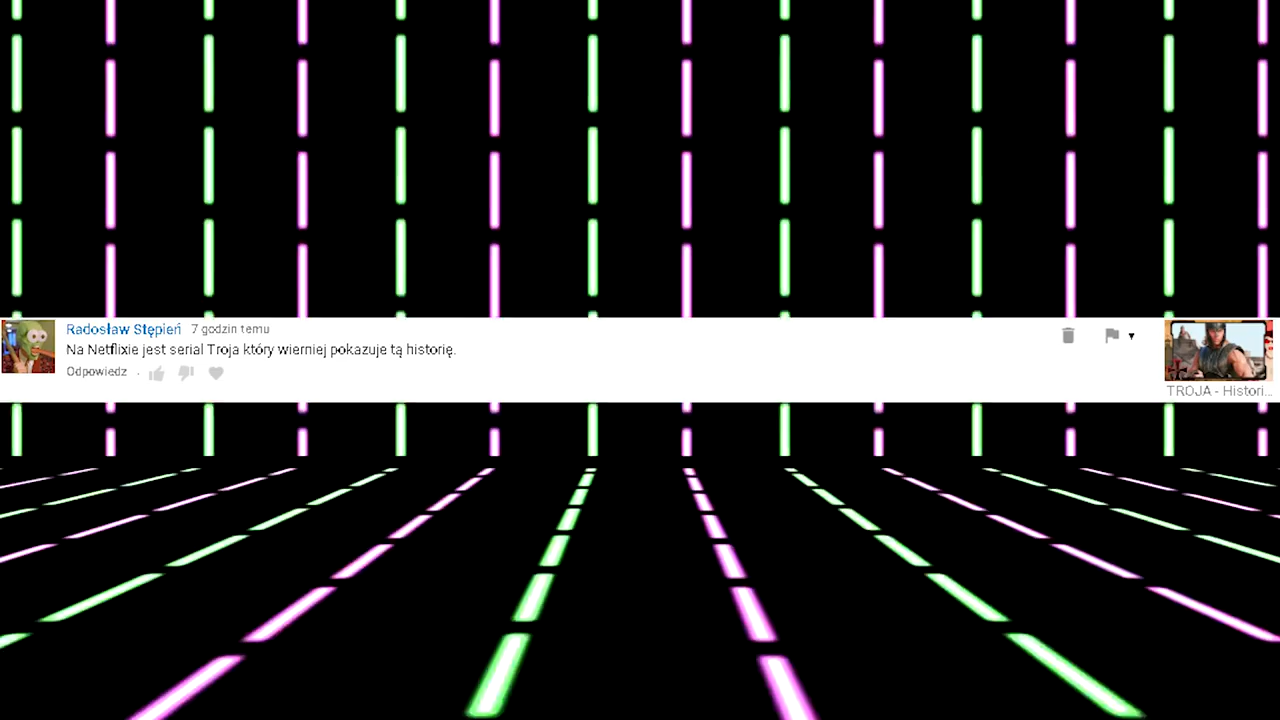 Radosław Stępień 7 godzin temu
Na Netflixie jest serial Troja który wierniej pokazuje tą historię.
Odpowiedz
TROJA - Histori...